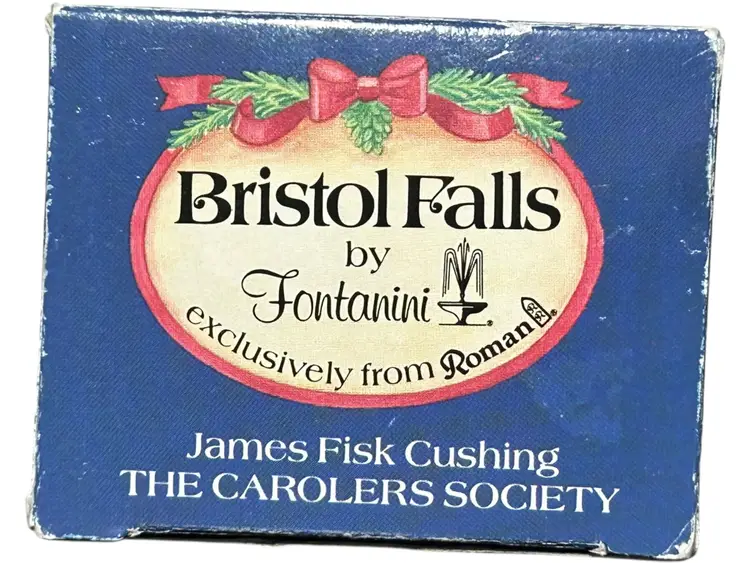 Bristol Falls
by
Fontanini ®
exclusively from Roman ®
James Fisk Cushing
THE CAROLERS SOCIETY